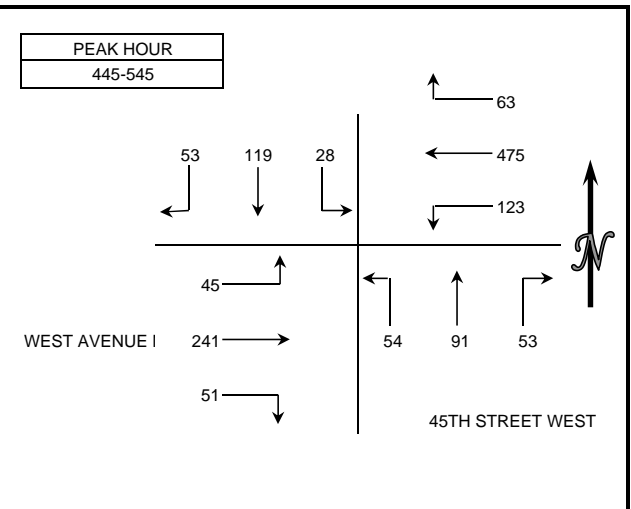 PEAK HOUR
445-545
63
53 119 28
475
123
45
WEST AVENUE I 241
54 91 53
51
45TH STREET WEST
N